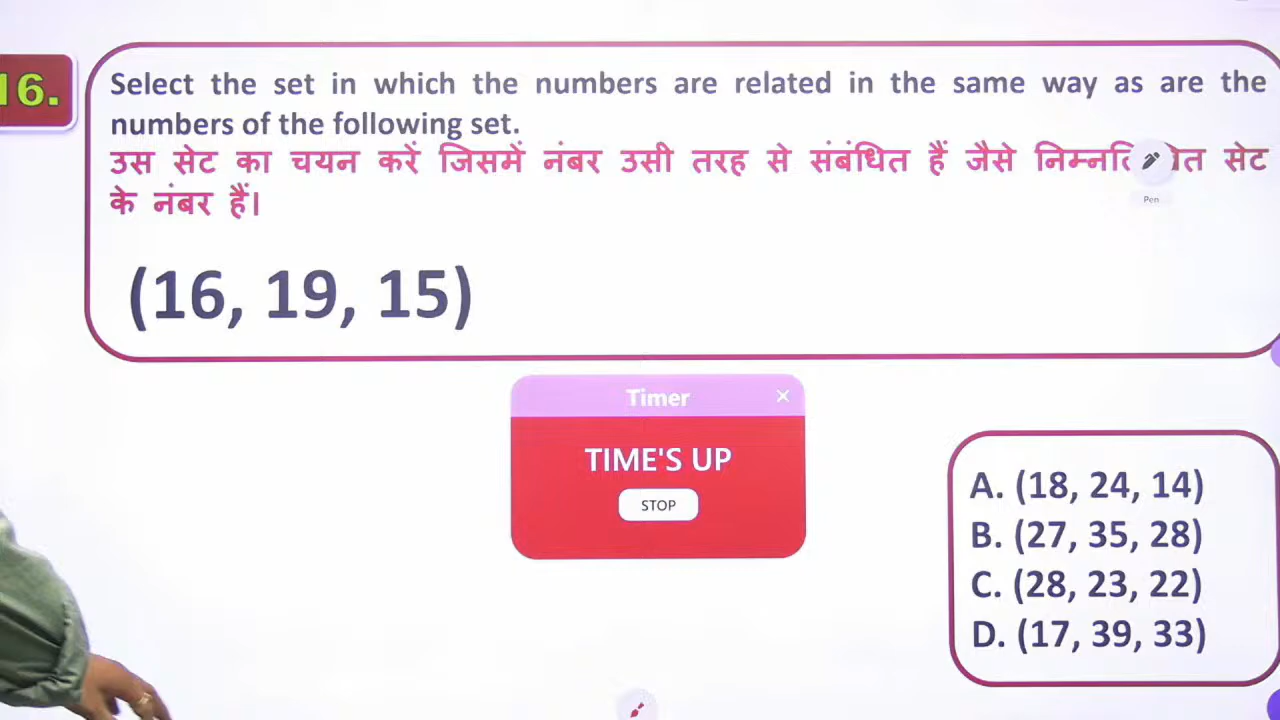 16.
Select the set in which the numbers are related in the same way as are the
numbers of the following set.
उस सेट का चयन करें जिसमें नंबर उसी तरह से संबंधित हैं जैसे सेट
के नंबर हैं।
Pen
(16, 19, 15)
Timer
TIME'S UP
STOP
A. (18, 24, 14)
B. (27, 35, 28)
C. (28, 23, 22)
D. (17, 39, 33)